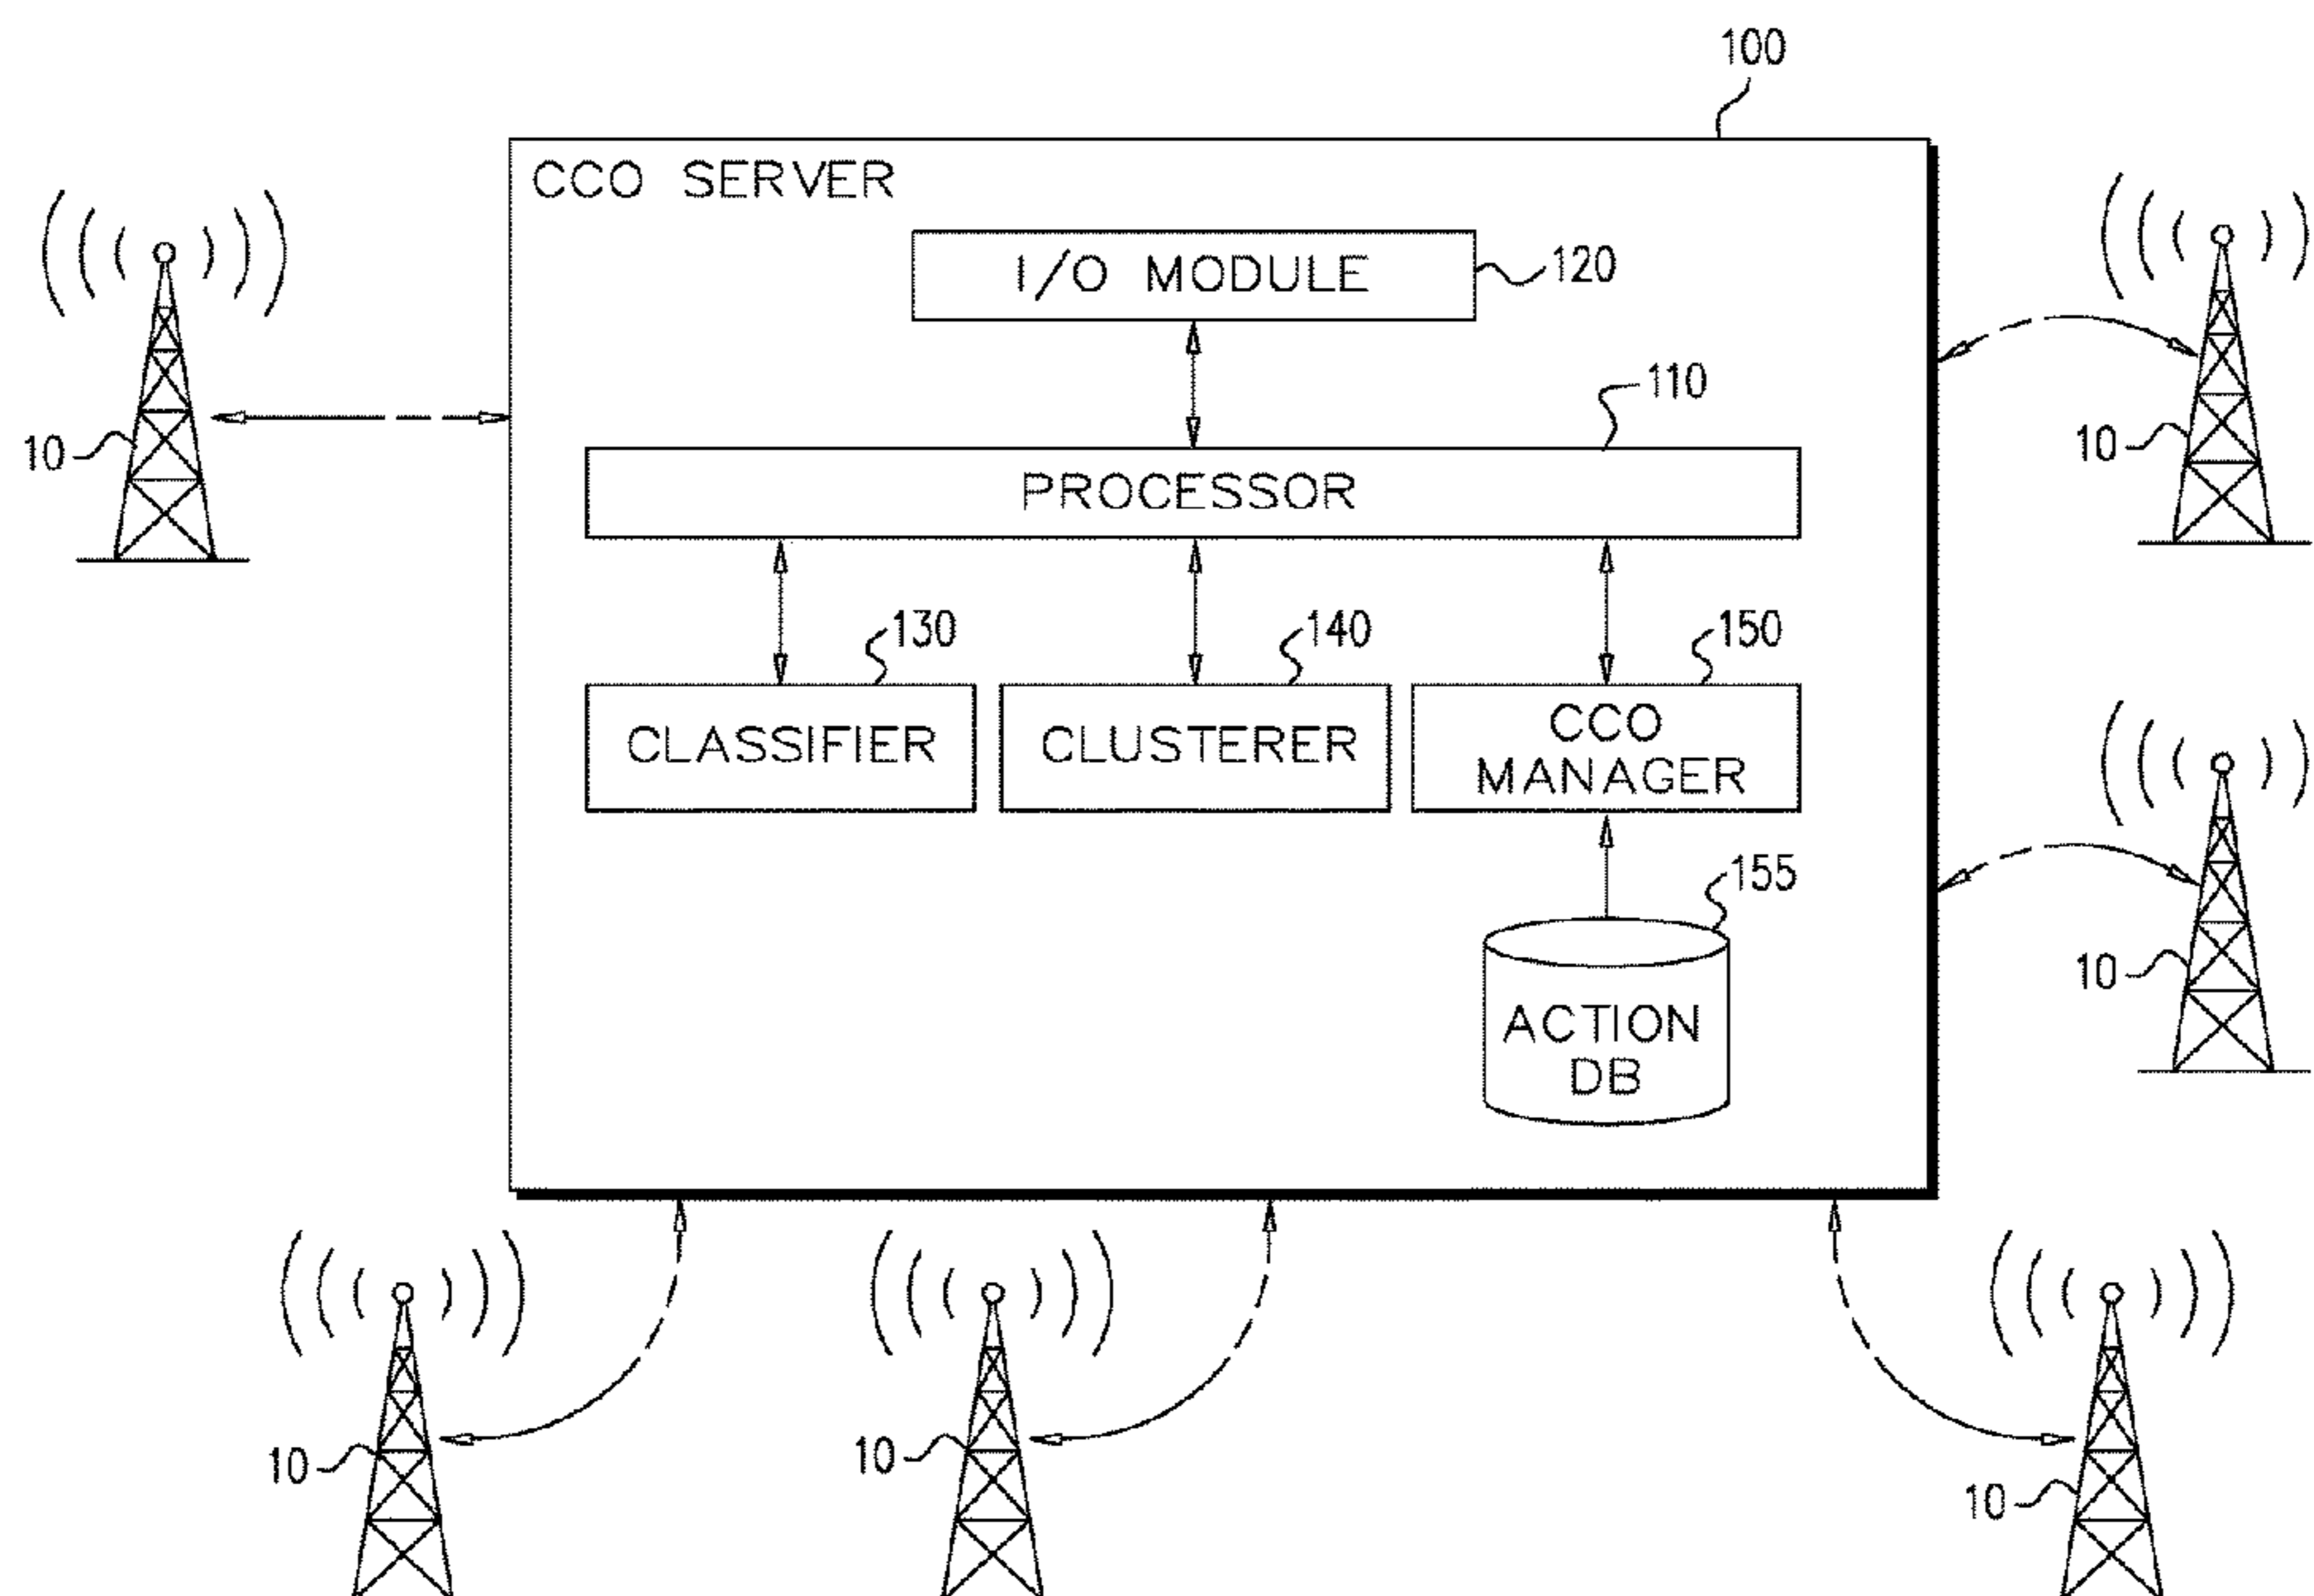 100
CCO SERVER
I/O MODULE
120
110
10
10
PROCESSOR
130
140
150
CLASSIFIER
CLUSTERER
CCO
MANAGER
155
10
ACTION
DB
10
10
10